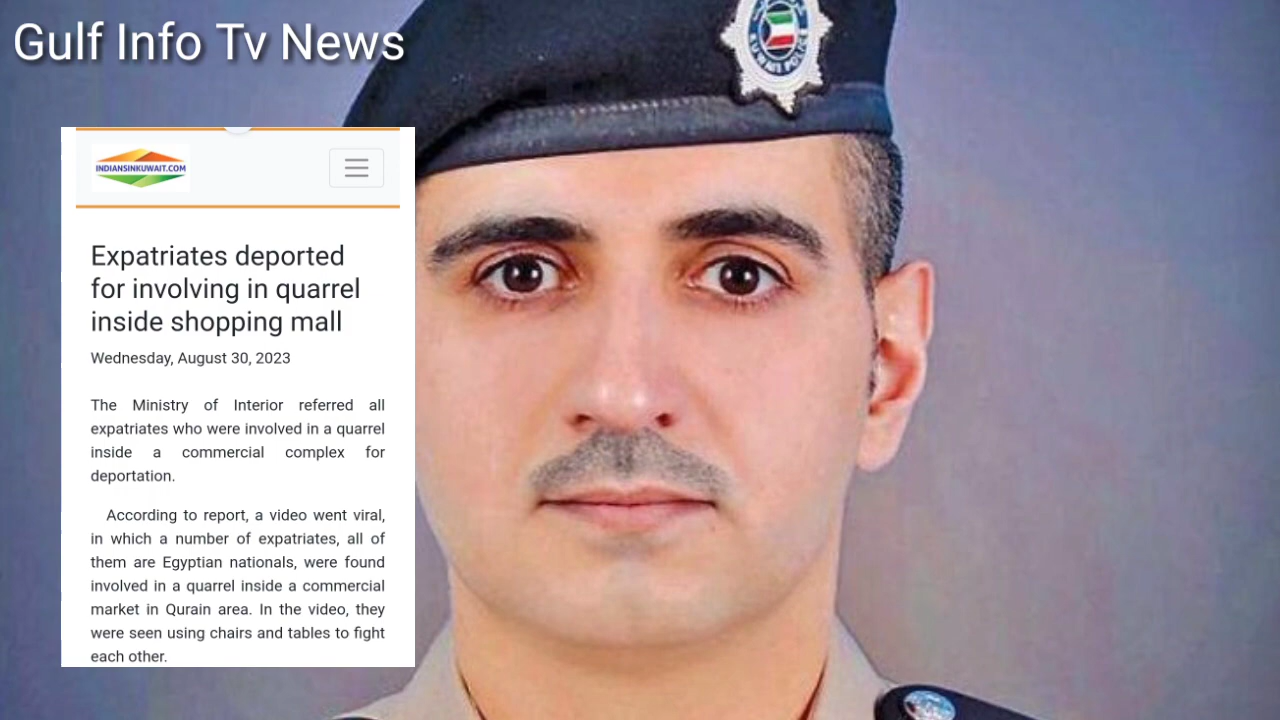 Gulf Info Tv News
KUWAIT POLICE
INDIANSINKUWAIT.COM
Expatriates deported
for involving in quarrel
inside shopping mall
Wednesday, August 30, 2023
The Ministry of Interior referred all
expatriates who were involved in a quarrel
inside a commercial complex for
deportation.
According to report, a video went viral,
in which a number of expatriates, all of
them are Egyptian nationals, were found
involved in a quarrel inside a commercial
market in Qurain area. In the video, they
were seen using chairs and tables to fight
each other.